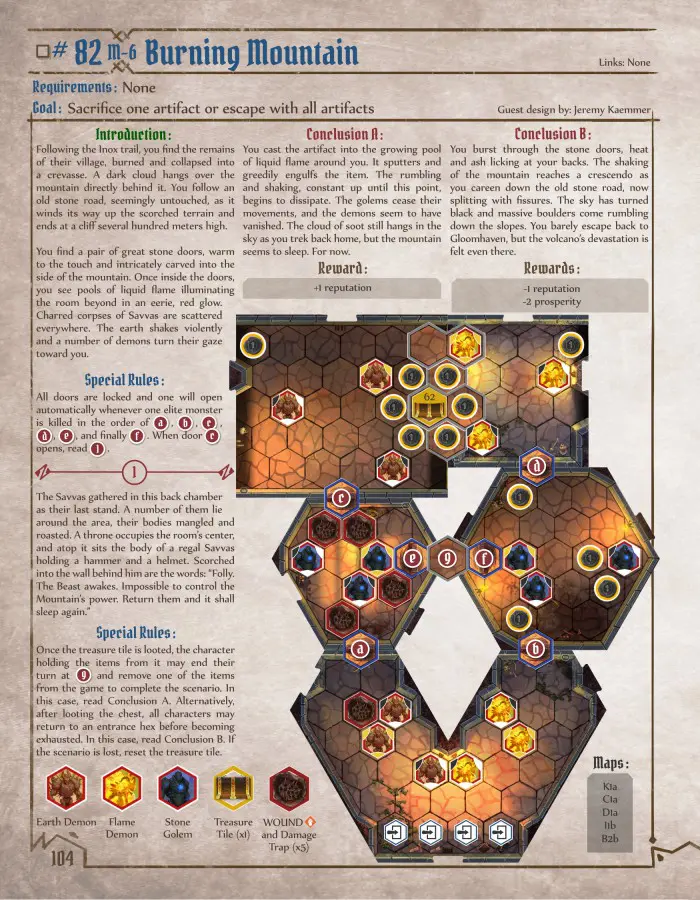 # 82 M-6 Burning Mountain
Links: None
Requirements: None
Goal: Sacrifice one artifact or escape with all artifacts
Guest design by: Jeremy Kaemmer
Introduction:
Following the Inox trail, you find the remains
of their village, burned and collapsed into
a crevasse. A dark cloud hangs over the
mountain directly behind it. You follow an
old stone road, seemingly untouched, as it
winds its way up the scorched terrain and
ends at a cliff several hundred meters high.
You find a pair of great stone doors, warm
to the touch and intricately carved into the
side of the mountain. Once inside the doors,
you see pools of liquid flame illuminating
the room beyond in an eerie, red glow.
Charred corpses of Savvas are scattered
everywhere. The earth shakes violently
and a number of demons turn their gaze
toward you.
Special Rules:
All doors are locked and one will open
automatically whenever one elite monster
is killed in the order of a, b, c,
d, e, and finally f. When door c
opens, read 1.
1
The Savvas gathered in this back chamber
as their last stand. A number of them lie
around the area, their bodies mangled and
roasted. A throne occupies the room's center,
and atop it sits the body of a regal Savvas
holding a hammer and a helmet. Scorched
into the wall behind him are the words: "Folly.
The Beast awakes. Impossible to control the
Mountain's power. Return them and it shall
sleep again."
Special Rules:
Once the treasure tile is looted, the character
holding the items from it may end their
turn at g and remove one of the items
from the game to complete the scenario. In
this case, read Conclusion A. Alternatively,
after looting the chest, all characters may
return to an entrance hex before becoming
exhausted. In this case, read Conclusion B. If
the scenario is lost, reset the treasure tile.
Conclusion A:
You cast the artifact into the growing pool
of liquid flame around you. It sputters and
greedily engulfs the item. The rumbling
and shaking, constant up until this point,
begins to dissipate. The golems cease their
movements, and the demons seem to have
vanished. The cloud of soot still hangs in the
sky as you trek back home, but the mountain
seems to sleep. For now.
Reward:
+1 reputation
Conclusion B:
You burst through the stone doors, heat
and ash licking at your backs. The shaking
of the mountain reaches a crescendo as
you careen down the old stone road, now
splitting with fissures. The sky has turned
black and massive boulders come rumbling
down the slopes. You barely escape back to
Gloomhaven, but the volcano's devastation is
felt even there.
Rewards:
-1 reputation
-2 prosperity
62
d
c
e
g
f
a
b
Maps:
K1a
C1a
D1a
I1b
B2b
Earth Demon
Flame
Demon
Stone
Golem
Treasure
Tile (x1)
WOUND
and Damage
Trap (x5)
104